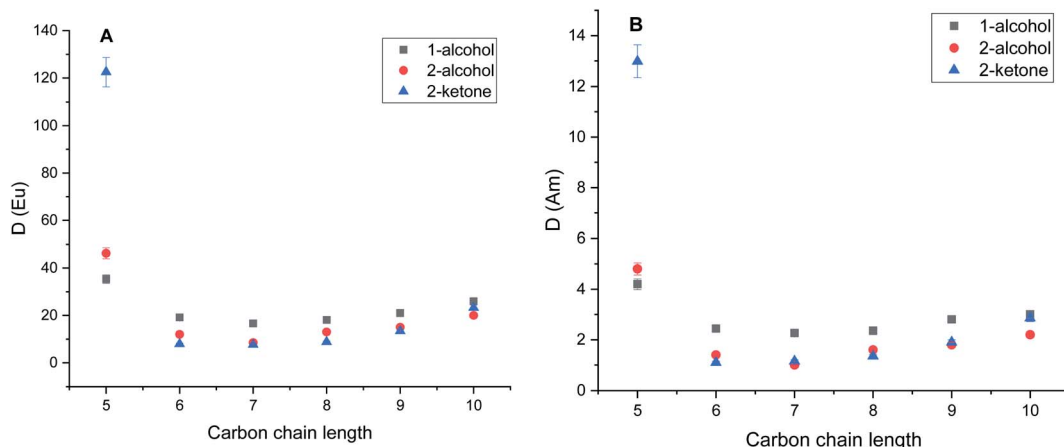 A
1-alcohol
2-alcohol
2-ketone
140
120
100
80
60
40
20
0
D (Eu)
5 6 7 8 9 10
Carbon chain length
B
1-alcohol
2-alcohol
2-ketone
14
12
10
8
6
4
2
0
D (Am)
5 6 7 8 9 10
Carbon chain length